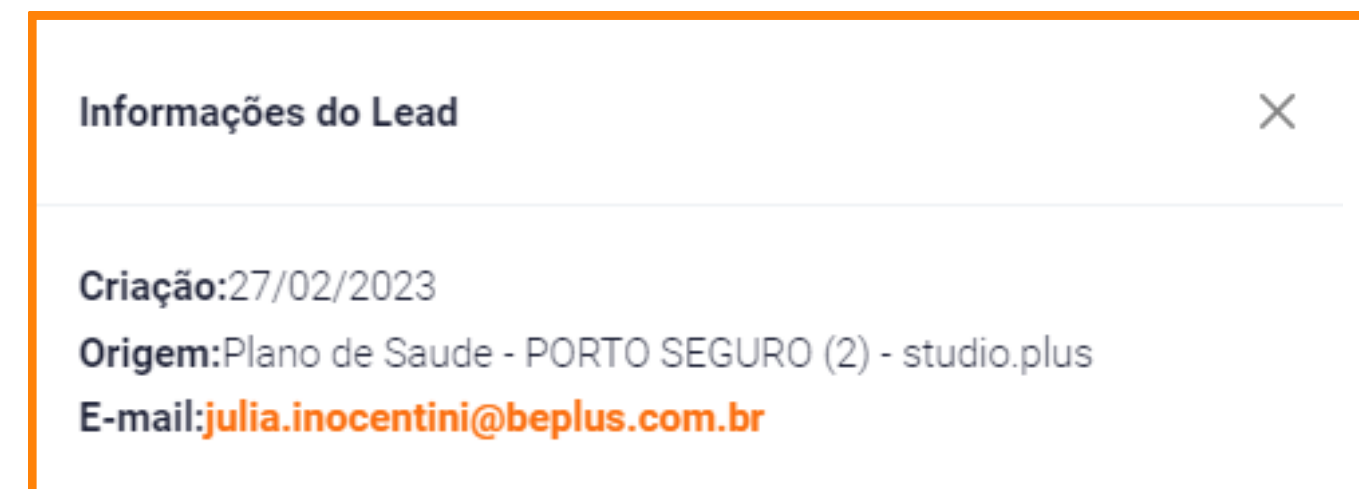 Informações do Lead
Criação:27/02/2023
Origem:Plano de Saude - PORTO SEGURO (2) - studio.plus
E-mail:julia.inocentini@beplus.com.br